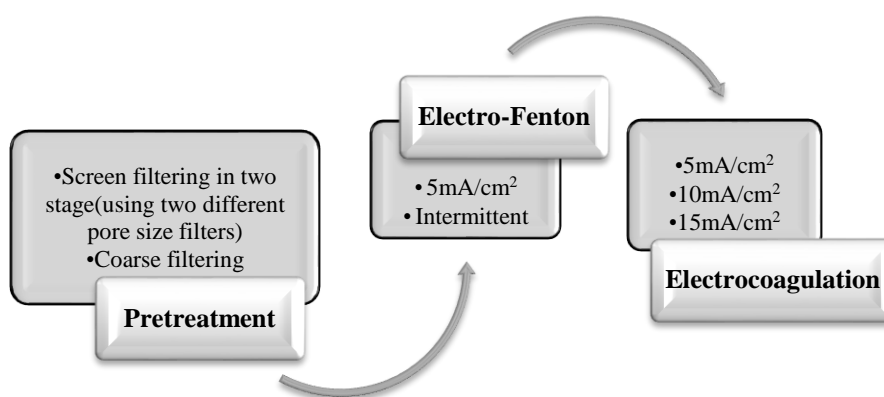 •Screen filtering in two
stage(using two different
pore size filters)
•Coarse filtering
Pretreatment
Electro-Fenton
• 5mA/cm²
• Intermittent
•5mA/cm²
•10mA/cm²
•15mA/cm²
Electrocoagulation